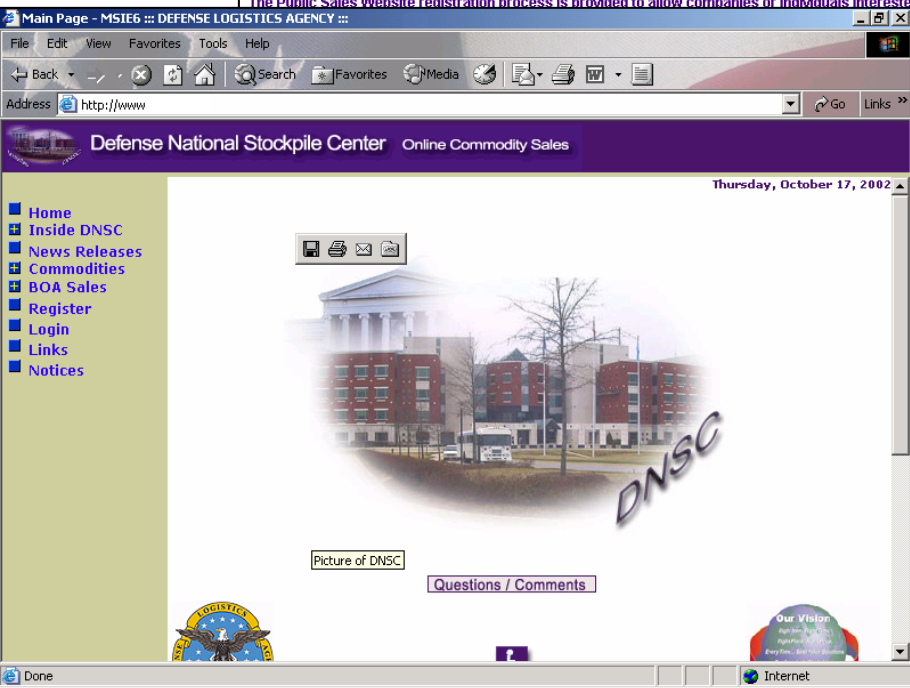 The Public Sales Website registration process is provided to allow companies or individuals intereste
Main Page - MSIE6 ::: DEFENSE LOGISTICS AGENCY :::
File Edit View Favorites Tools Help
Back Search Favorites Media
Address http://www Go Links »
Defense National Stockpile Center Online Commodity Sales
Thursday, October 17, 2002
Home
Inside DNSC
News Releases
Commodities
BOA Sales
Register
Login
Links
Notices
DNSC
Picture of DNSC
Questions / Comments
LOGISTICS
Our Vision
Done Internet